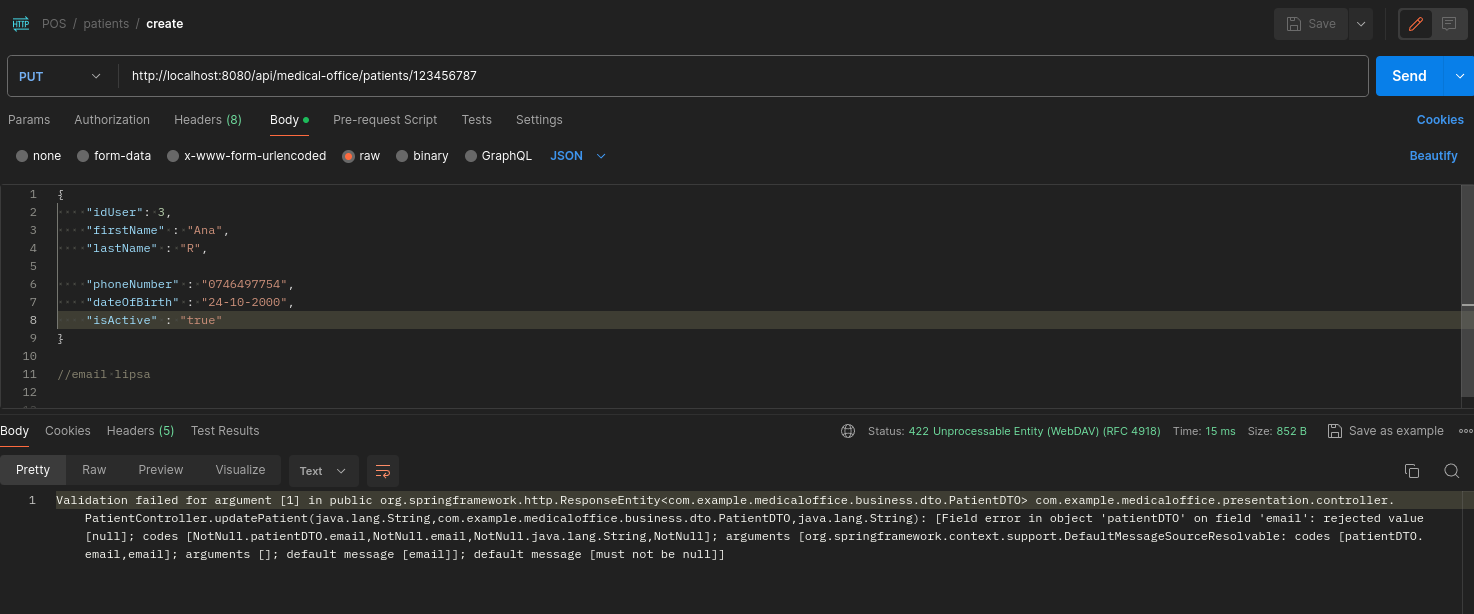 HTTP POS / patients / create Save
PUT http://localhost:8080/api/medical-office/patients/123456787 Send
Params Authorization Headers (8) Body Pre-request Script Tests Settings Cookies
none form-data x-www-form-urlencoded raw binary GraphQL JSON Beautify
1 {
2 "idUser": 3,
3 "firstName" : "Ana",
4 "lastName" : "R",
5
6 "phoneNumber" : "0746497754",
7 "dateOfBirth" : "24-10-2000",
8 "isActive" : "true"
9 }
10
11 //email lipsa
12
Body Cookies Headers (5) Test Results Status: 422 Unprocessable Entity (WebDAV) (RFC 4918) Time: 15 ms Size: 852 B Save as example
Pretty Raw Preview Visualize Text
1 Validation failed for argument [1] in public org.springframework.http.ResponseEntity<com.example.medicaloffice.business.dto.PatientDTO> com.example.medicaloffice.presentation.controller.
PatientController.updatePatient(java.lang.String,com.example.medicaloffice.business.dto.PatientDTO,java.lang.String): [Field error in object 'patientDTO' on field 'email': rejected value
[null]; codes [NotNull.patientDTO.email,NotNull.email,NotNull.java.lang.String,NotNull]; arguments [org.springframework.context.support.DefaultMessageSourceResolvable: codes [patientDTO.
email,email]; arguments []; default message [email]]; default message [must not be null]]